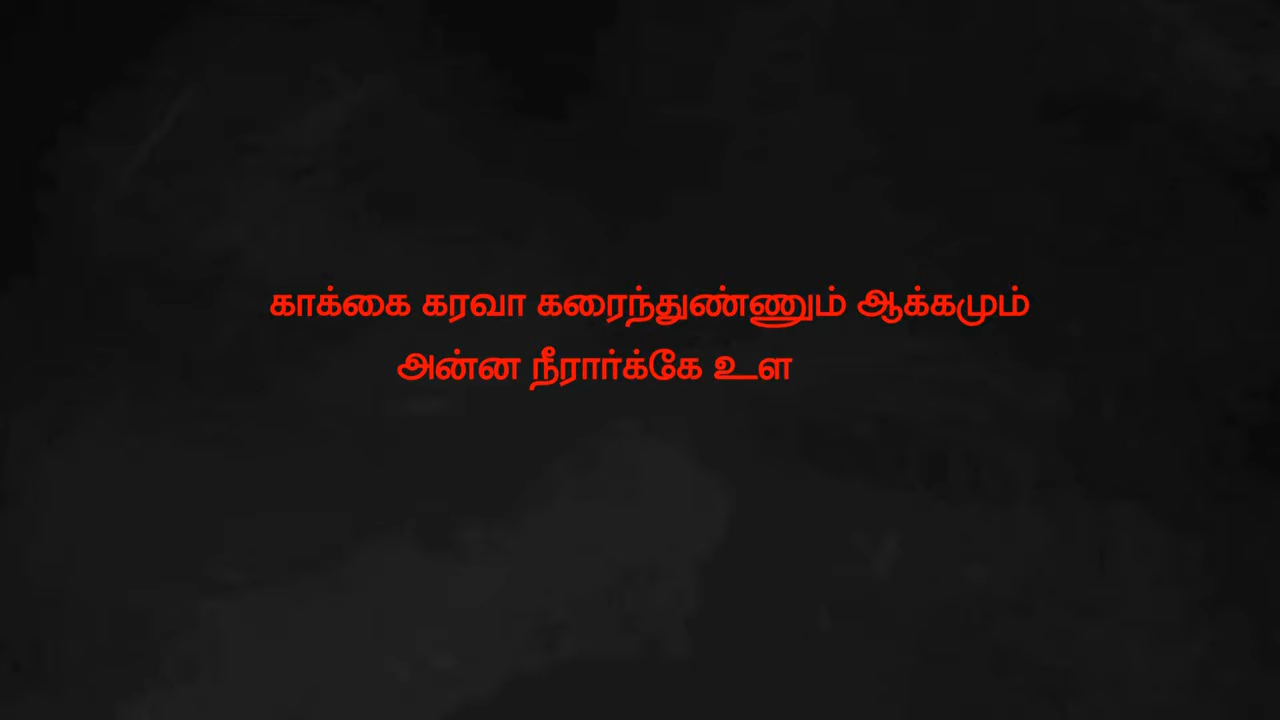 காக்கை கரவா கரைந்துண்ணும் ஆக்கமும்
அன்ன நீரார்க்கே உள